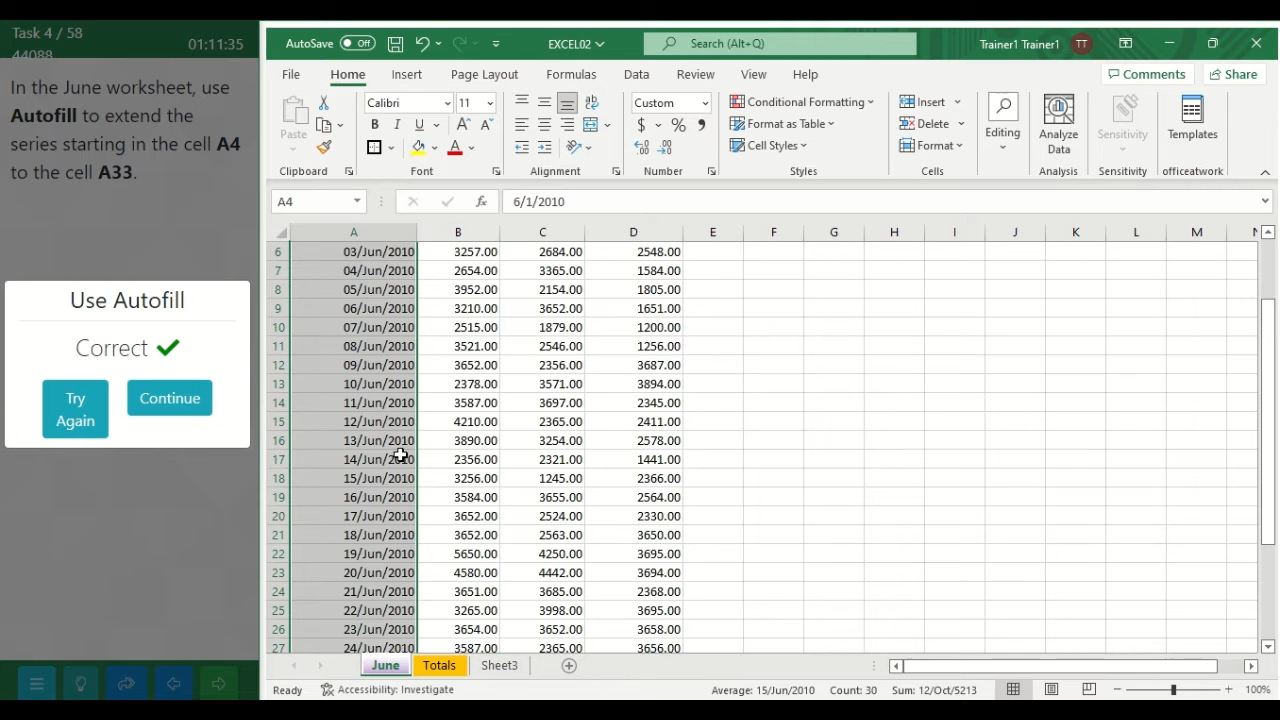 Task 4 / 58
44088
01:11:35
In the June worksheet, use
Autofill to extend the
series starting in the cell A4
to the cell A33.
Use Autofill
Correct
Try
Again
Continue
AutoSave Off
EXCEL02
Search (Alt+Q)
Trainer1 Trainer1 TT
File Home Insert Page Layout Formulas Data Review View Help
Comments Share
Paste
Calibri 11
B I U
Custom
$ %
Conditional Formatting
Format as Table
Cell Styles
Insert
Delete
Format
Editing
Analyze
Data
Sensitivity
Templates
Clipboard Font Alignment Number Styles Cells Analysis Sensitivity officeatwork
A4 fx 6/1/2010
A B C D E F G H I J K L M N
6 03/Jun/2010 3257.00 2684.00 2548.00
7 04/Jun/2010 2654.00 3365.00 1584.00
8 05/Jun/2010 3952.00 2154.00 1805.00
9 06/Jun/2010 3210.00 3652.00 1651.00
10 07/Jun/2010 2515.00 1879.00 1200.00
11 08/Jun/2010 3521.00 2546.00 1256.00
12 09/Jun/2010 3652.00 2356.00 3687.00
13 10/Jun/2010 2378.00 3571.00 3894.00
14 11/Jun/2010 3587.00 3697.00 2345.00
15 12/Jun/2010 4210.00 2365.00 2411.00
16 13/Jun/2010 3890.00 3254.00 2578.00
17 14/Jun/2010 2356.00 2321.00 1441.00
18 15/Jun/2010 3256.00 1245.00 2366.00
19 16/Jun/2010 3584.00 3655.00 2564.00
20 17/Jun/2010 3652.00 2524.00 2330.00
21 18/Jun/2010 3652.00 2563.00 3650.00
22 19/Jun/2010 5650.00 4250.00 3695.00
23 20/Jun/2010 4580.00 4442.00 3694.00
24 21/Jun/2010 3651.00 3685.00 2368.00
25 22/Jun/2010 3265.00 3998.00 3695.00
26 23/Jun/2010 3654.00 3652.00 3658.00
27 24/Jun/2010 3587.00 2365.00 3656.00
June Totals Sheet3
Ready Accessibility: Investigate Average: 15/Jun/2010 Count: 30 Sum: 12/Oct/5213 100%